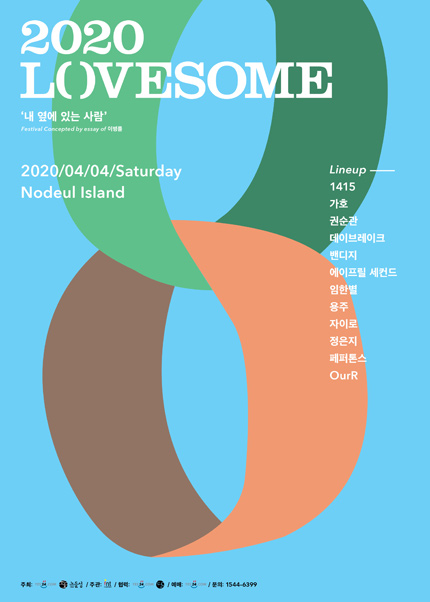 2020
LOVESOME
‘내 옆에 있는 사람’
Festival Concepted by essay of 이병률
2020/04/04/Saturday
Nodeul Island
Lineup
1415
가호
권순관
데이브레이크
밴디지
에이프릴 세컨드
임한별
용주
자이로
정은지
페퍼톤스
OurR
주최: / 주관: / 협력: / 예매: / 문의: 1544-6399